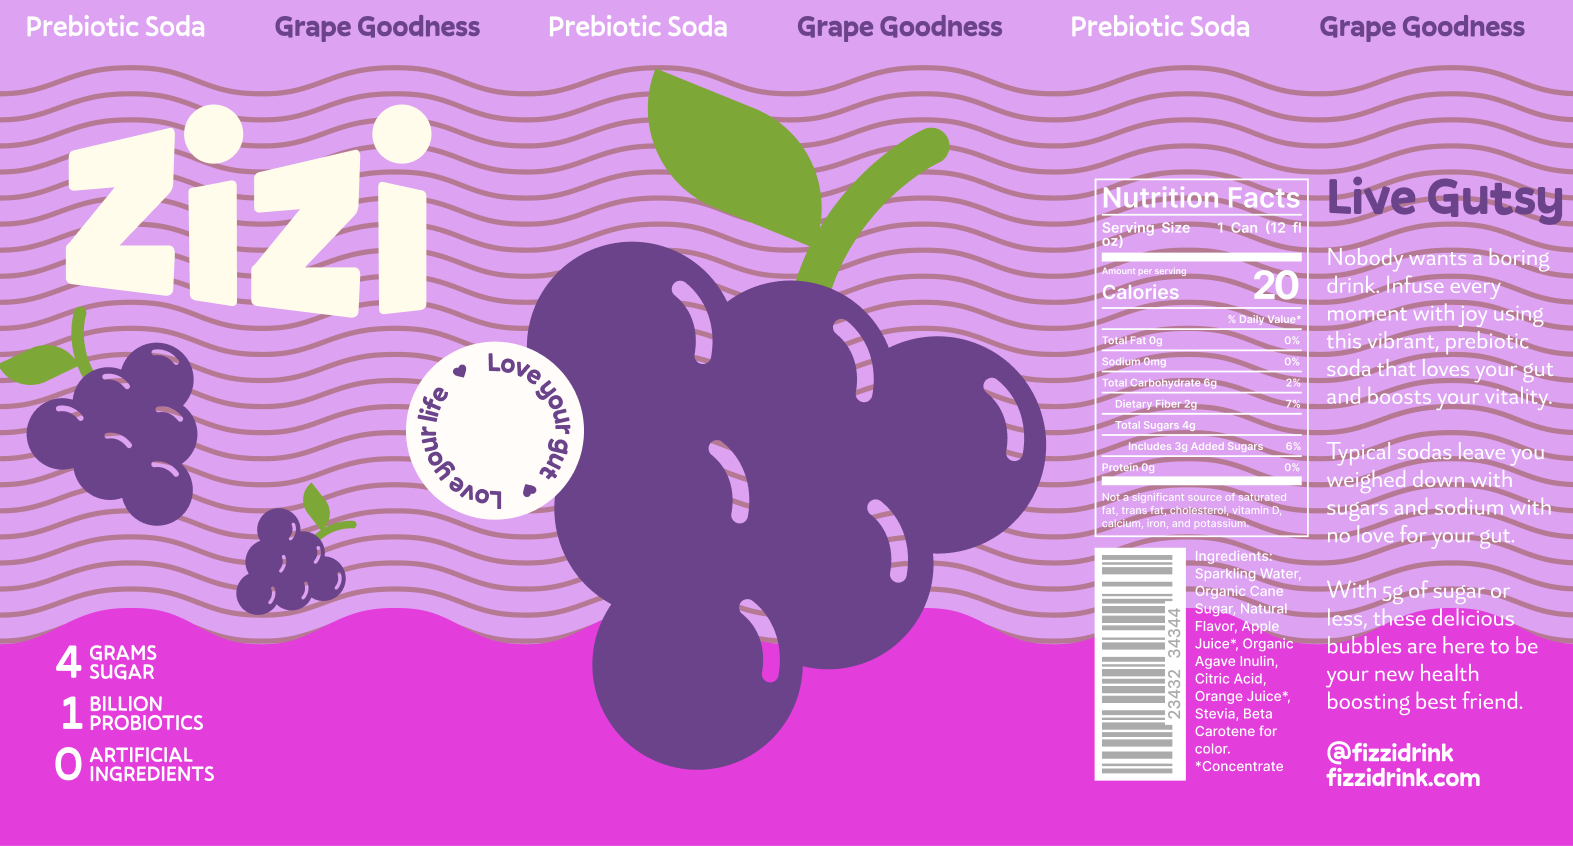 Prebiotic Soda Grape Goodness Prebiotic Soda Grape Goodness Prebiotic Soda Grape Goodness
zizi
Love your gut
Love your life
4 GRAMS
SUGAR
1 BILLION
PROBIOTICS
0 ARTIFICIAL
INGREDIENTS
Nutrition Facts
Serving Size 1 Can (12 fl
oz)
Amount per serving
Calories 20
% Daily Value*
Total Fat 0g 0%
Sodium 0mg 0%
Total Carbohydrate 6g 2%
Dietary Fiber 2g 7%
Total Sugars 4g
Includes 3g Added Sugars 6%
Protein 0g 0%
Not a significant source of saturated
fat, trans fat, cholesterol, vitamin D,
calcium, iron, and potassium.
23432 34344
Ingredients:
Sparkling Water,
Organic Cane
Sugar, Natural
Flavor, Apple
Juice*, Organic
Agave Inulin,
Citric Acid,
Orange Juice*,
Stevia, Beta
Carotene for
color.
*Concentrate
Live Gutsy
Nobody wants a boring
drink. Infuse every
moment with joy using
this vibrant, prebiotic
soda that loves your gut
and boosts your vitality.
Typical sodas leave you
weighed down with
sugars and sodium with
no love for your gut.
With 5g of sugar or
less, these delicious
bubbles are here to be
your new health
boosting best friend.
@fizzidrink
fizzidrink.com